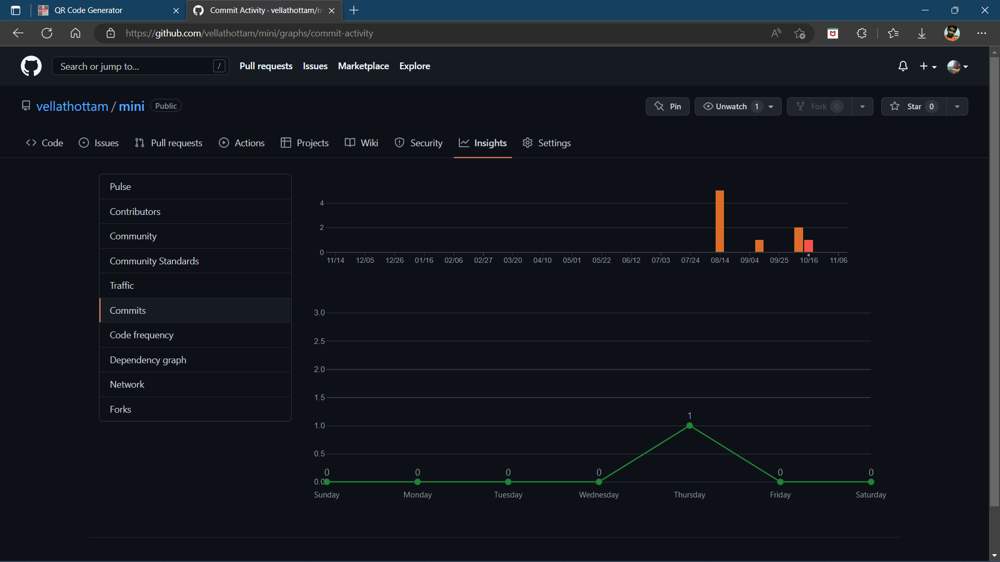 QR Code Generator
Commit Activity · vellathottam/m
https://github.com/vellathottam/mini/graphs/commit-activity
Search or jump to... /
Pull requests Issues Marketplace Explore
vellathottam / mini Public
Pin Unwatch 1 Fork 0 Star 0
Code Issues Pull requests Actions Projects Wiki Security Insights Settings
Pulse
Contributors
Community
Community Standards
Traffic
Commits
Code frequency
Dependency graph
Network
Forks
4
2
0
11/14 12/05 12/26 01/16 02/06 02/27 03/20 04/10 05/01 05/22 06/12 07/03 07/24 08/14 09/04 09/25 10/16 11/06
3.0
2.5
2.0
1.5
1
1.0
0.5
0 0 0 0 0 0
0.0
Sunday Monday Tuesday Wednesday Thursday Friday Saturday